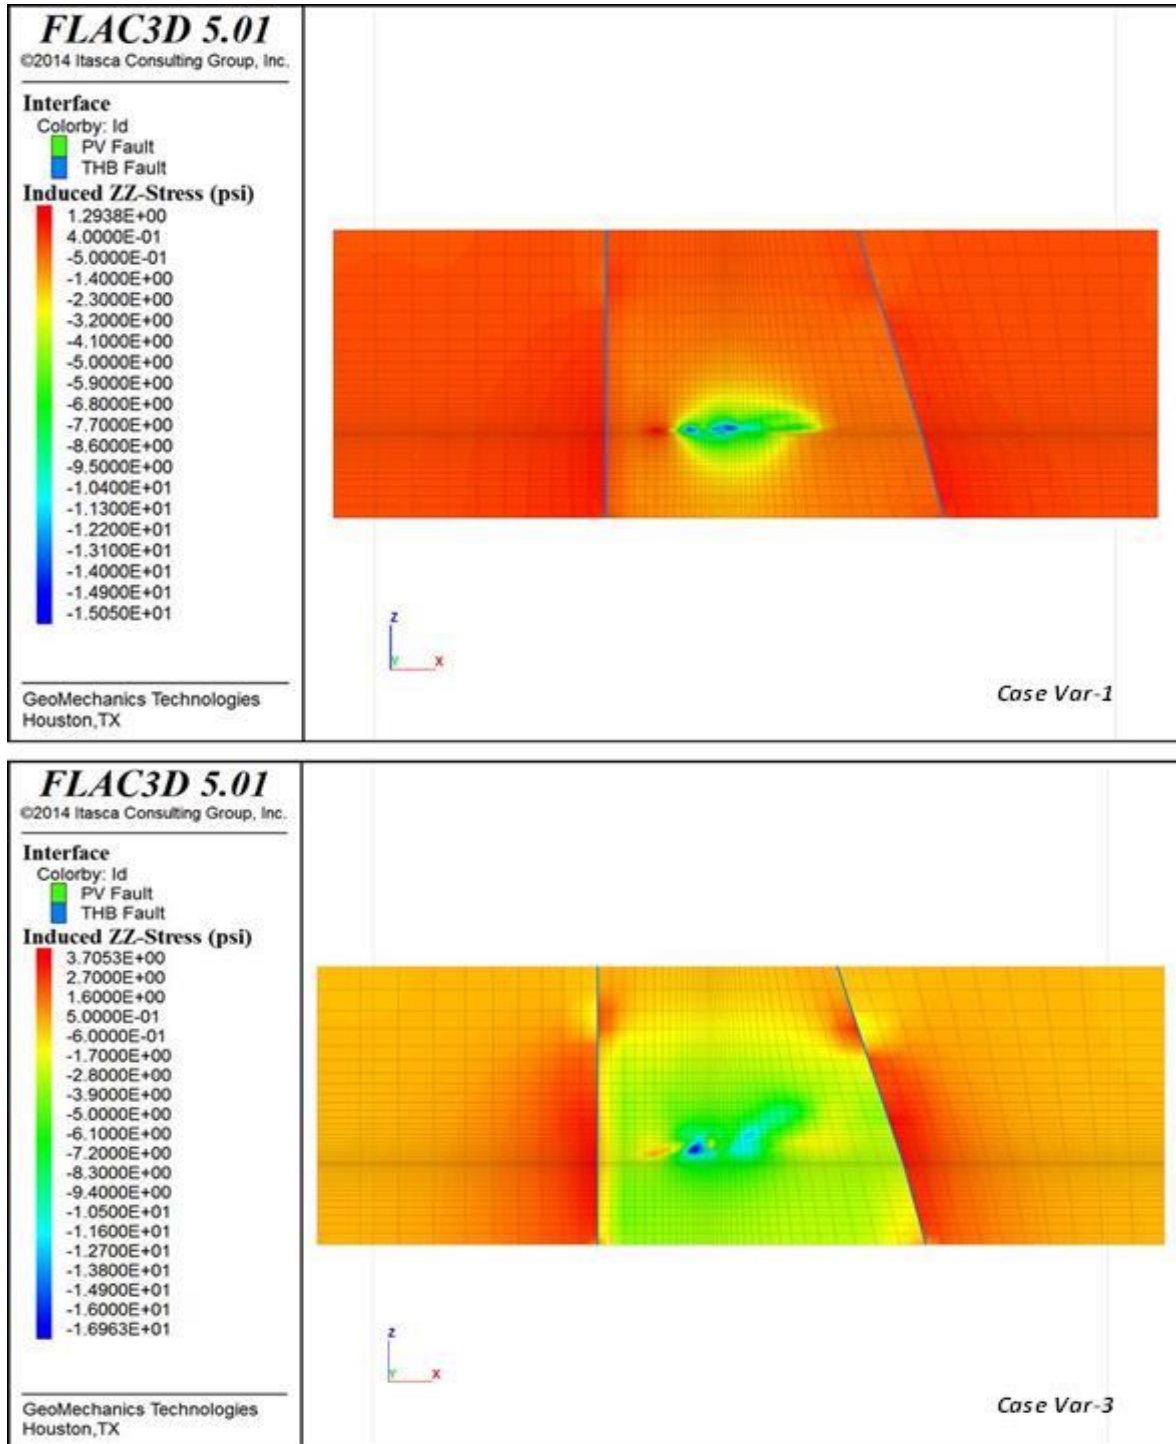 FLAC3D 5.01
©2014 Itasca Consulting Group, Inc.
Interface
Colorby: Id
PV Fault
THB Fault
Induced ZZ-Stress (psi)
1.2938E+00
4.0000E-01
-5.0000E-01
-1.4000E+00
-2.3000E+00
-3.2000E+00
-4.1000E+00
-5.0000E+00
-5.9000E+00
-6.8000E+00
-7.7000E+00
-8.6000E+00
-9.5000E+00
-1.0400E+01
-1.1300E+01
-1.2200E+01
-1.3100E+01
-1.4000E+01
-1.4900E+01
-1.5050E+01
Z
Y X
Case Var-1
GeoMechanics Technologies
Houston,TX
FLAC3D 5.01
©2014 Itasca Consulting Group, Inc.
Interface
Colorby: Id
PV Fault
THB Fault
Induced ZZ-Stress (psi)
3.7053E+00
2.7000E+00
1.6000E+00
5.0000E-01
-6.0000E-01
-1.7000E+00
-2.8000E+00
-3.9000E+00
-5.0000E+00
-6.1000E+00
-7.2000E+00
-8.3000E+00
-9.4000E+00
-1.0500E+01
-1.1600E+01
-1.2700E+01
-1.3800E+01
-1.4900E+01
-1.6000E+01
-1.6963E+01
Z
Y X
Case Var-3
GeoMechanics Technologies
Houston,TX